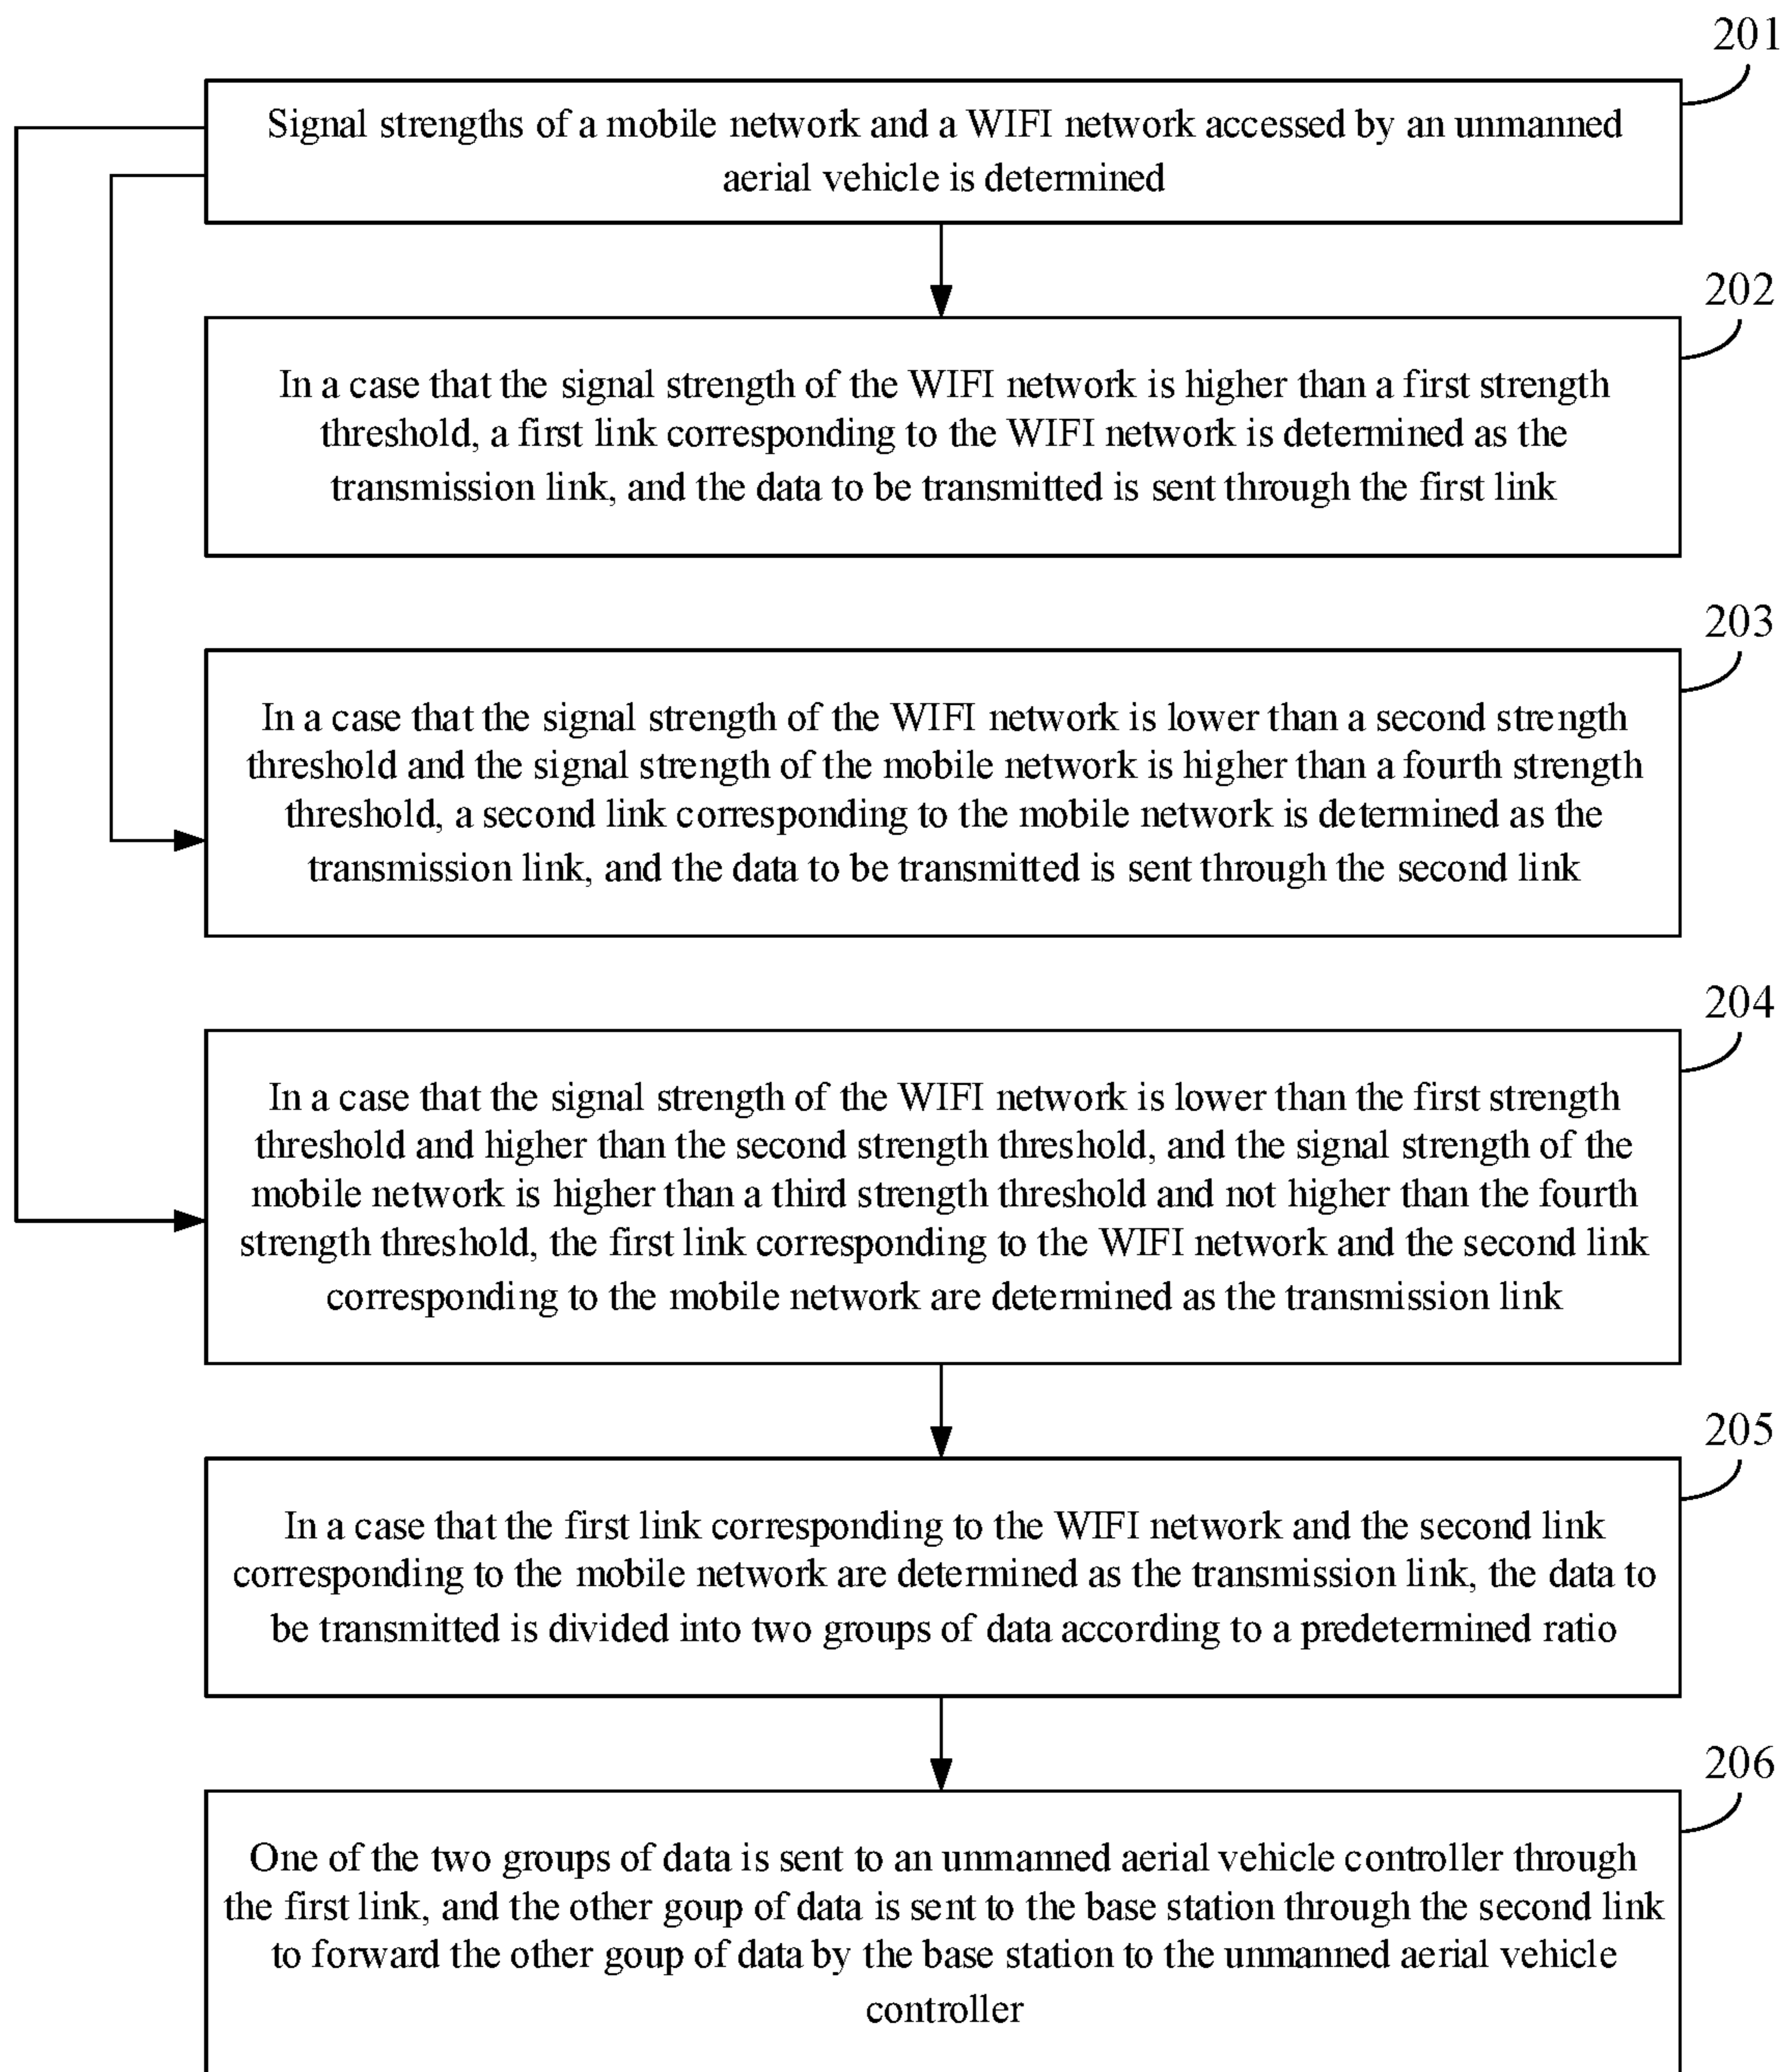 201
Signal strengths of a mobile network and a WIFI network accessed by an unmanned
aerial vehicle is determined
202
In a case that the signal strength of the WIFI network is higher than a first strength
threshold, a first link corresponding to the WIFI network is determined as the
transmission link, and the data to be transmitted is sent through the first link
203
In a case that the signal strength of the WIFI network is lower than a second strength
threshold and the signal strength of the mobile network is higher than a fourth strength
threshold, a second link corresponding to the mobile network is determined as the
transmission link, and the data to be transmitted is sent through the second link
204
In a case that the signal strength of the WIFI network is lower than the first strength
threshold and higher than the second strength threshold, and the signal strength of the
mobile network is higher than a third strength threshold and not higher than the fourth
strength threshold, the first link corresponding to the WIFI network and the second link
corresponding to the mobile network are determined as the transmission link
205
In a case that the first link corresponding to the WIFI network and the second link
corresponding to the mobile network are determined as the transmission link, the data to
be transmitted is divided into two groups of data according to a predetermined ratio
206
One of the two groups of data is sent to an unmanned aerial vehicle controller through
the first link, and the other goup of data is sent to the base station through the second link
to forward the other goup of data by the base station to the unmanned aerial vehicle
controller